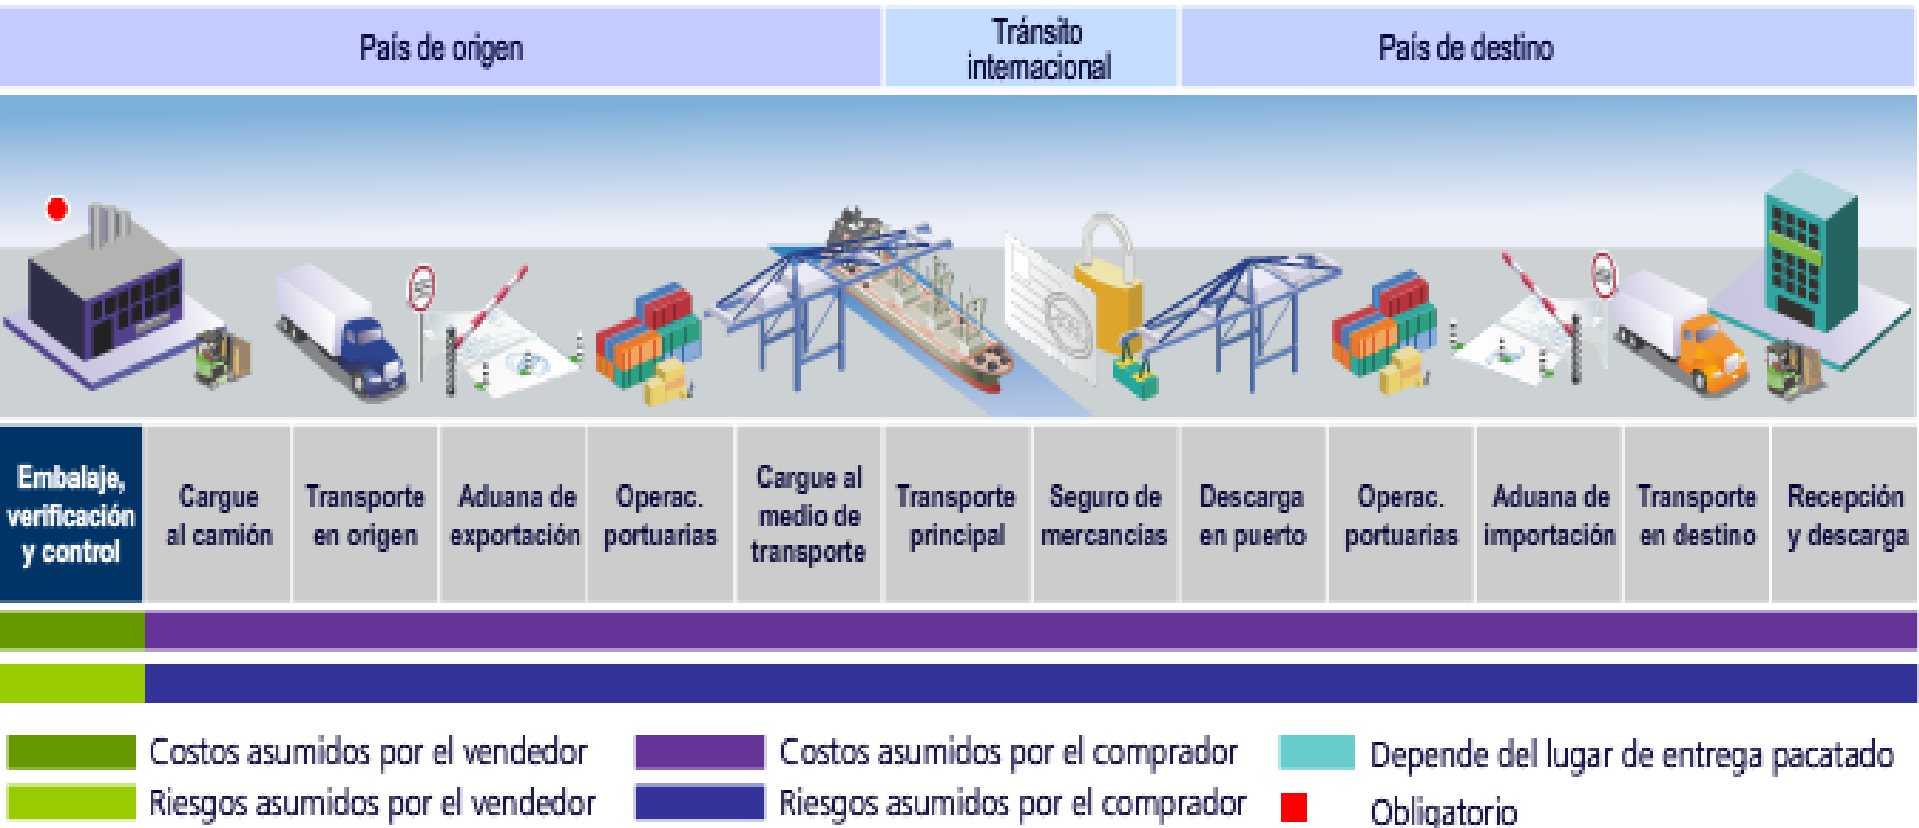 País de origen
Tránsito
internacional
País de destino
Embalaje,
verificación
y control
Cargue
al camión
Transporte
en origen
Aduana de
exportación
Operac.
portuarias
Cargue al
medio de
transporte
Transporte
principal
Seguro de
mercancías
Descarga
en puerto
Operac.
portuarias
Aduana de
importación
Transporte
en destino
Recepción
y descarga
Costos asumidos por el vendedor
Costos asumidos por el comprador
Depende del lugar de entrega pacatado
Riesgos asumidos por el vendedor
Riesgos asumidos por el comprador
Obligatorio